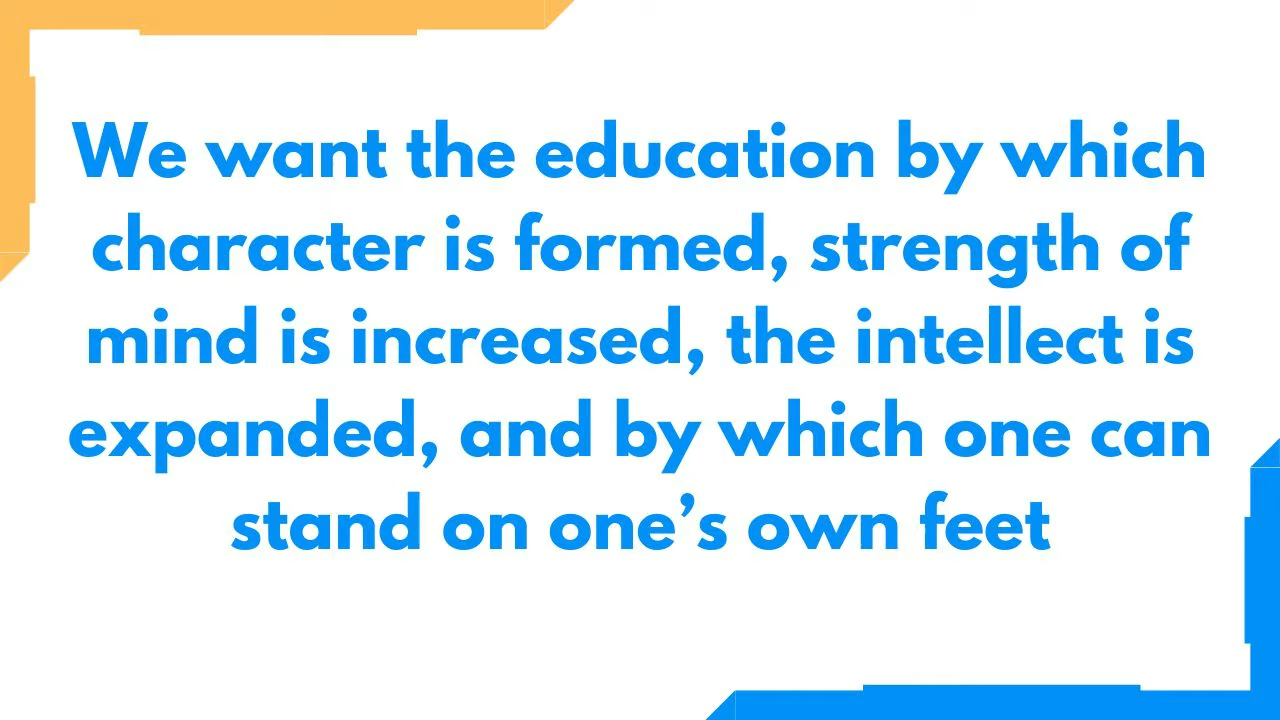 We want the education by which
character is formed, strength of
mind is increased, the intellect is
expanded, and by which one can
stand on one’s own feet